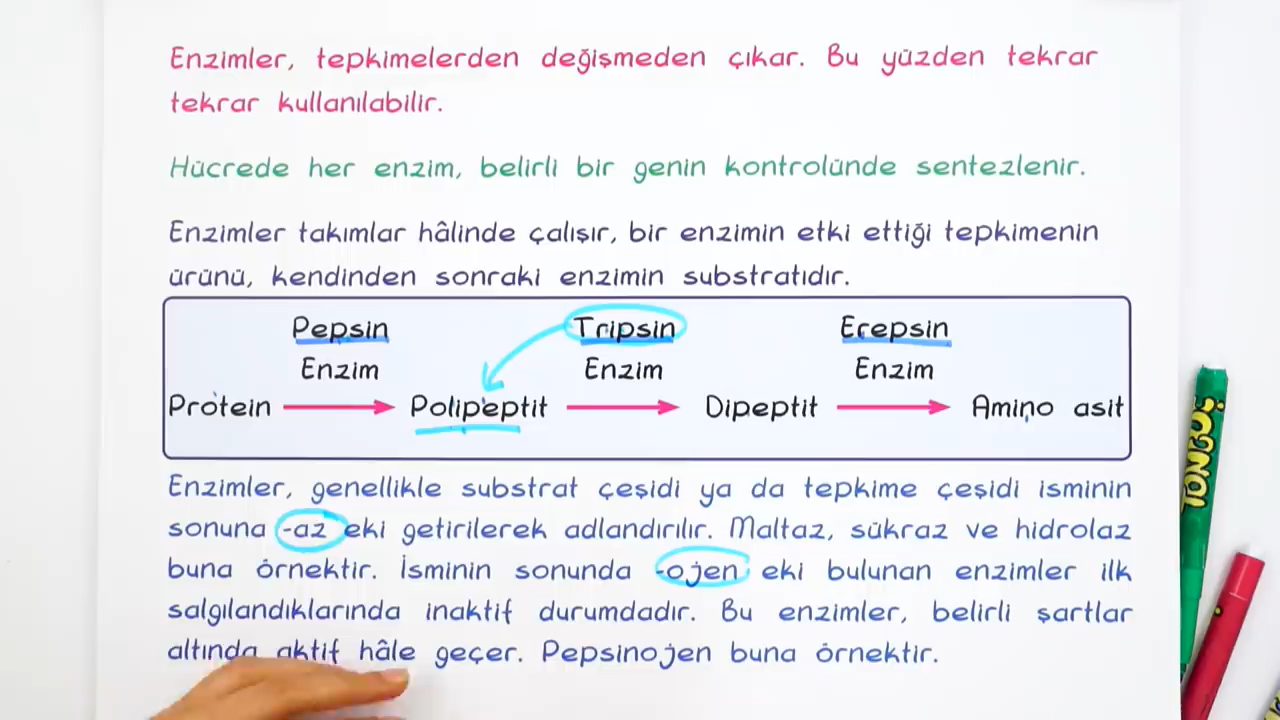 Enzimler, tepkimelerden değişmeden çıkar. Bu yüzden tekrar
tekrar kullanılabilir.
Hücrede her enzim, belirli bir genin kontrolünde sentezlenir.
Enzimler takımlar hâlinde çalışır, bir enzimin etki ettiği tepkimenin
ürünü, kendinden sonraki enzimin substratıdır.
Pepsin Tripsin Erepsin
Enzim Enzim Enzim
Protein Polipeptit Dipeptit Amino asit
Enzimler, genellikle substrat çeşidi ya da tepkime çeşidi isminin
sonuna -az eki getirilerek adlandırılır. Maltaz, sükraz ve hidrolaz
buna örnektir. İsminin sonunda -ojen eki bulunan enzimler ilk
salgılandıklarında inaktif durumdadır. Bu enzimler, belirli şartlar
altında aktif hâle geçer. Pepsinojen buna örnektir.
TONGUÇ